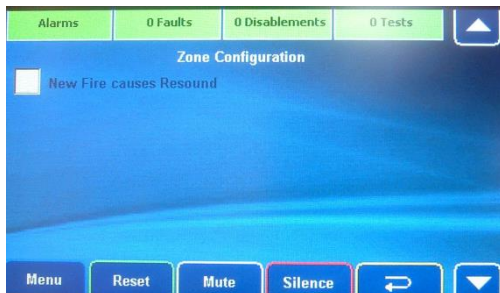 Alarms 0 Faults 0 Disablements 0 Tests
Zone Configuration
New Fire causes Resound
Menu Reset Mute Silence